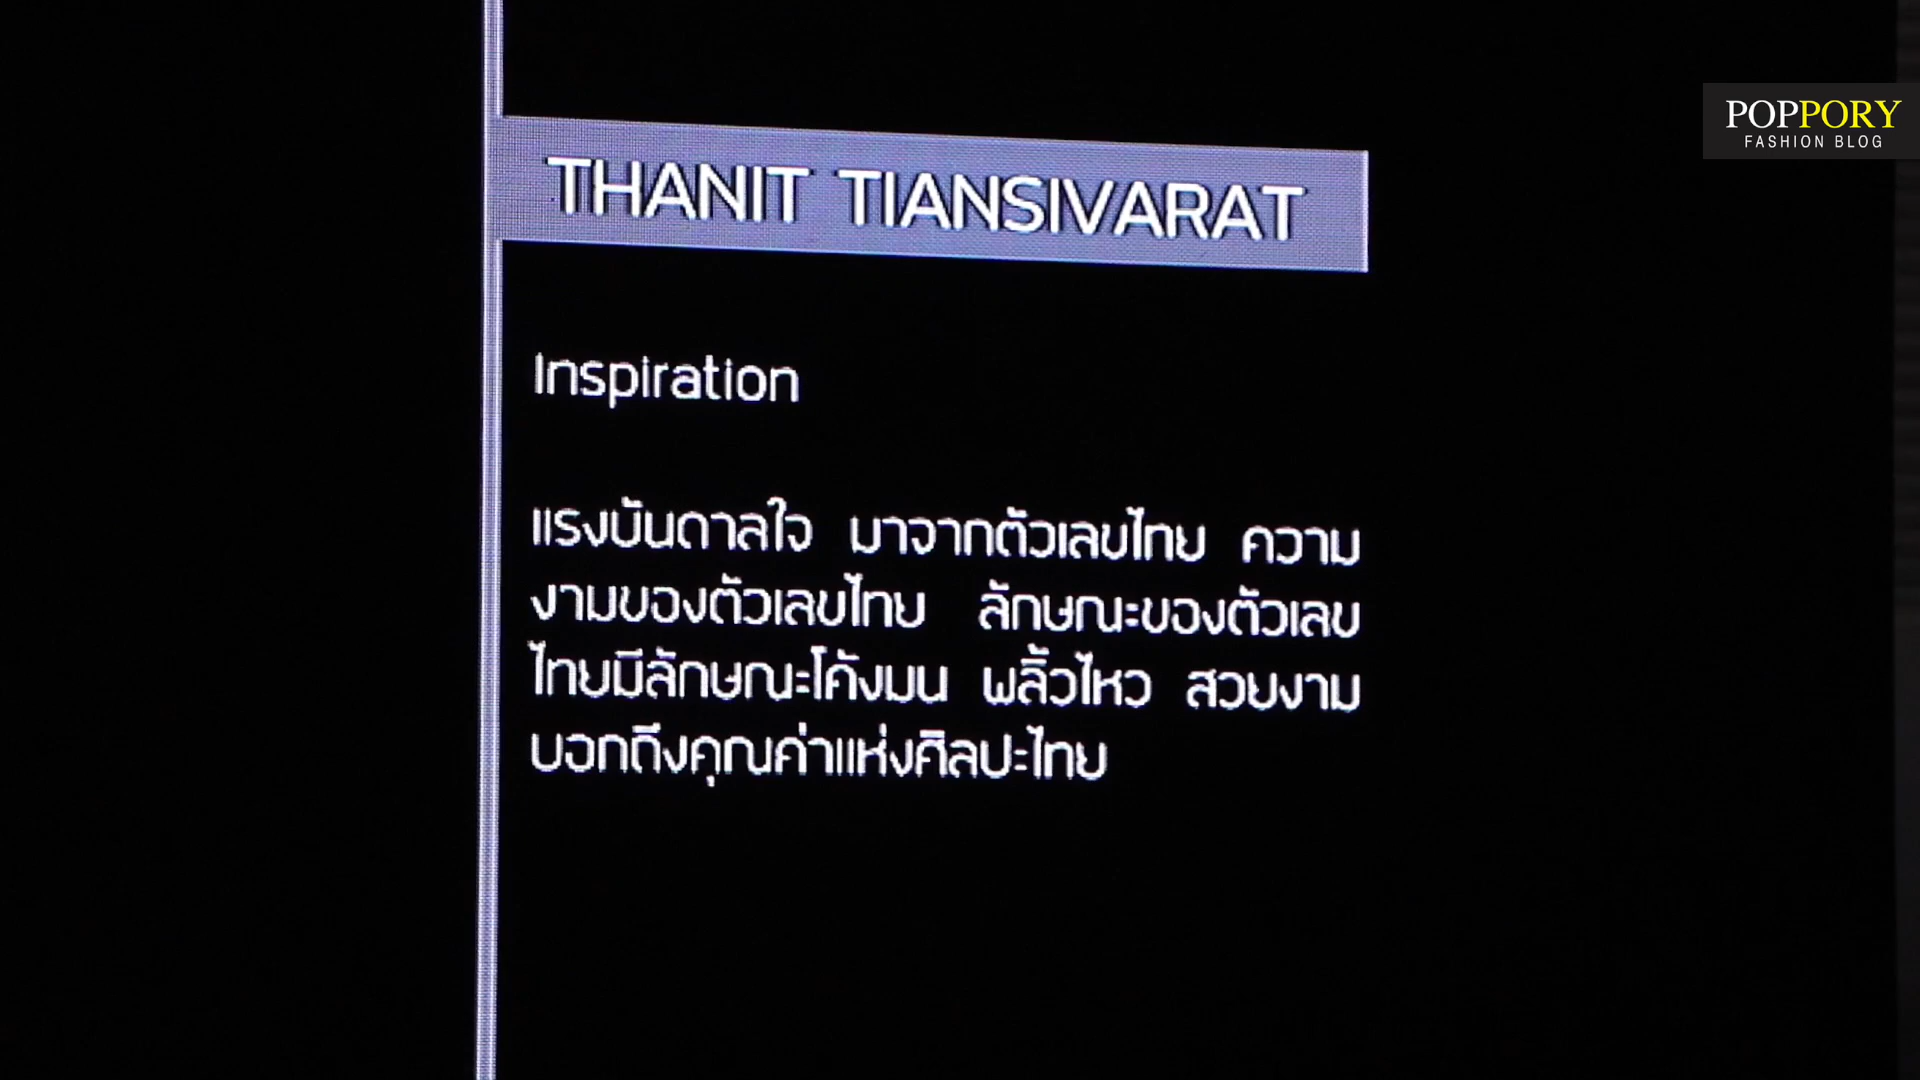 POPPORY
FASHION BLOG
THANIT TIANSIVARAT
Inspiration
แรงบันดาลใจ มาจากตัวเลขไทย ความ
งามของตัวเลขไทย ลักษณะของตัวเลข
ไทยมีลักษณะโค้งมน พลิ้วไหว สวยงาม
บอกถึงคุณค่าแห่งศิลปะไทย